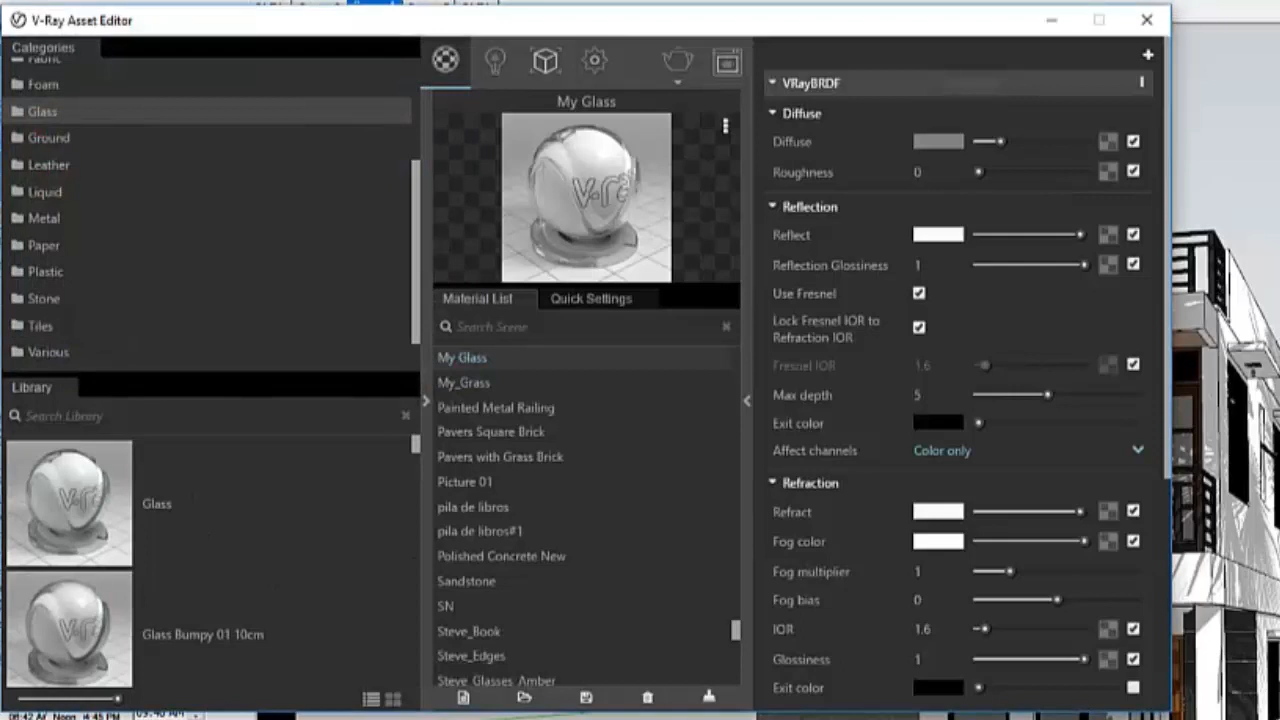 V-Ray Asset Editor
Categories
Fabric
Foam
Glass
Ground
Leather
Liquid
Metal
Paper
Plastic
Stone
Tiles
Various
Library
Search Library
Glass
Glass Bumpy 01 10cm
My Glass
Material List
Quick Settings
Search Scene
My Glass
My_Grass
Painted Metal Railing
Pavers Square Brick
Pavers with Grass Brick
Picture 01
pila de libros
pila de libros#1
Polished Concrete New
Sandstone
SN
Steve_Book
Steve_Edges
Steve_Glasses_Amber
VRayBRDF
Diffuse
Diffuse
Roughness 0
Reflection
Reflect
Reflection Glossiness 1
Use Fresnel
Lock Fresnel IOR to
Refraction IOR
Fresnel IOR 1.6
Max depth 5
Exit color
Affect channels Color only
Refraction
Refract
Fog color
Fog multiplier 1
Fog bias 0
IOR 1.6
Glossiness 1
Exit color
Noon 04:45 PM